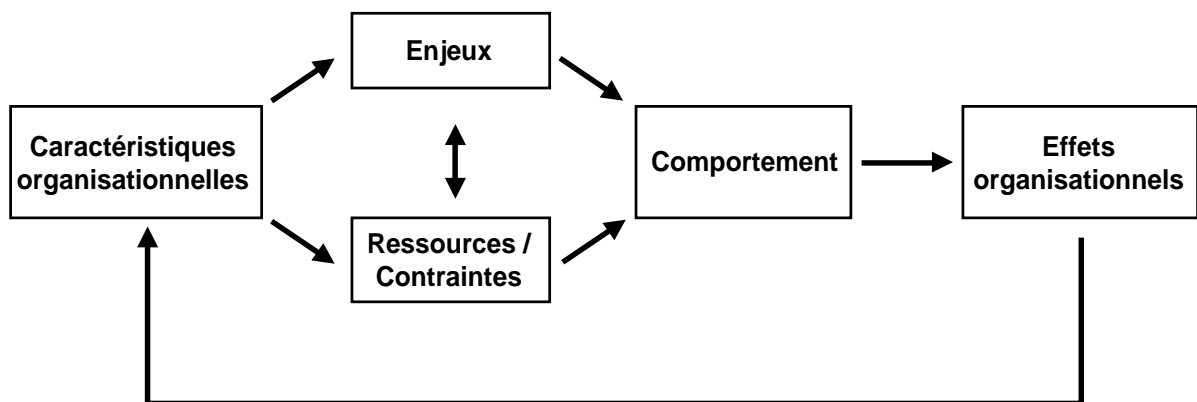 Enjeux
Caractéristiques
organisationnelles
Ressources /
Contraintes
Comportement
Effets
organisationnels